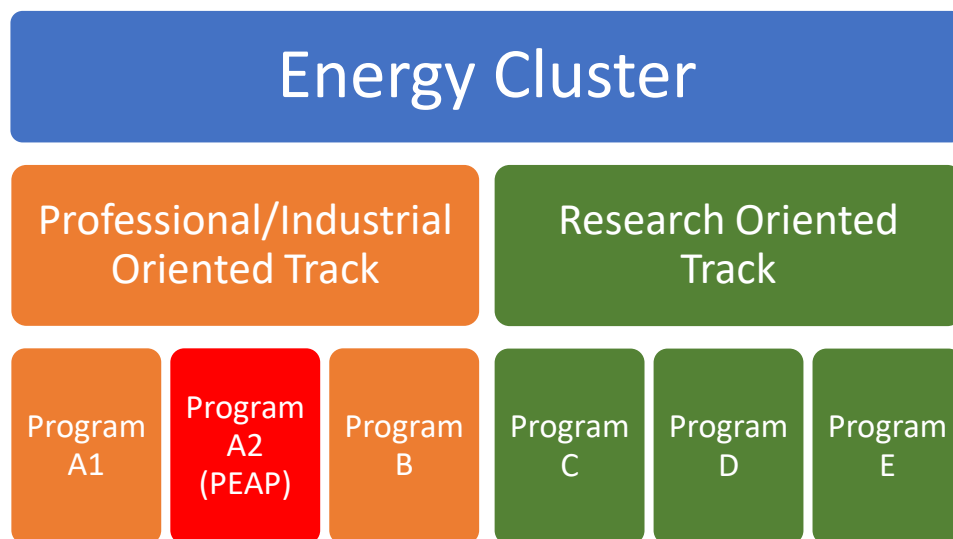 Energy Cluster
Professional/Industrial
Oriented Track
Research Oriented
Track
Program
A1
Program
A2
(PEAP)
Program
B
Program
C
Program
D
Program
E